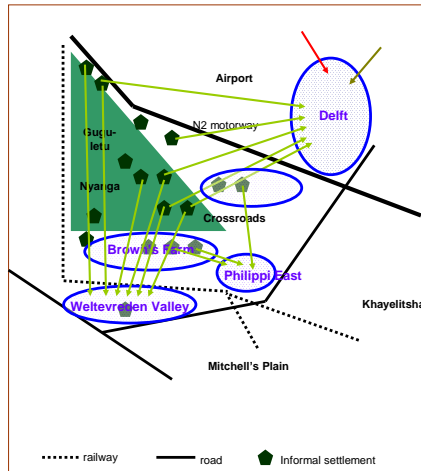 Airport
Delft
N2 motorway
Gugu-
letu
Nyanga
Crossroads
Brown's Farm
Philippi East
Weltevreden Valley
Khayelitsha
Mitchell's Plain
railway
road
Informal settlement